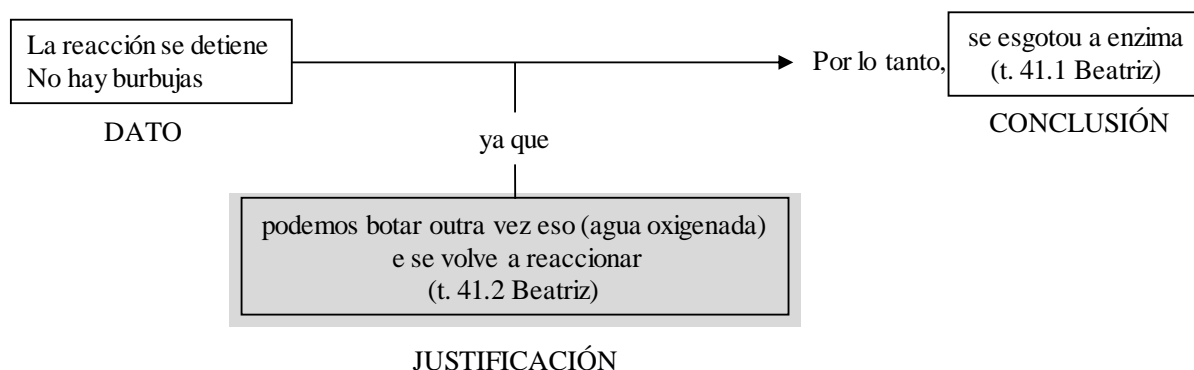 La reacción se detiene
No hay burbujas
DATO
Por lo tanto,
se esgotou a enzima
(t. 41.1 Beatriz)
CONCLUSIÓN
ya que
podemos botar outra vez eso (agua oxigenada)
e se volve a reaccionar
(t. 41.2 Beatriz)
JUSTIFICACIÓN